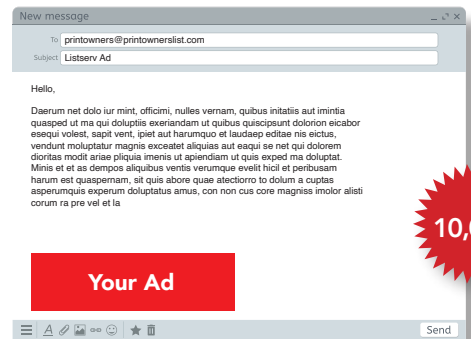 New message
To printowners@printownerslist.com
Subject Listserv Ad
Hello,
Daerum net dolo iur mint, officimi, nulles vernam, quibus initatiis aut imintia
quasped ut ma qui doluptiis exeriandam ut quibus quiscipsunt dolorion eicabor
esequi volest, sapit vent, ipiet aut harumquo et laudaep editae nis eictus,
vendunt moluptatur magnis exceatet aliquias aut eaqui se net qui dolorem
dioritas modit ariae pliquia imenis ut apiendiam ut quis exped ma doluptat.
Minis et et as dempos aliquibus ventis verumque evelit hicil et peribusam
harum est quaspernam, sit quis abore quae atectiorro to dolum a cuptas
asperumquis experum doluptatus amus, con non cus core magniss imolor alisti
corum ra pre vel et la
10,
Your Ad
A
Send